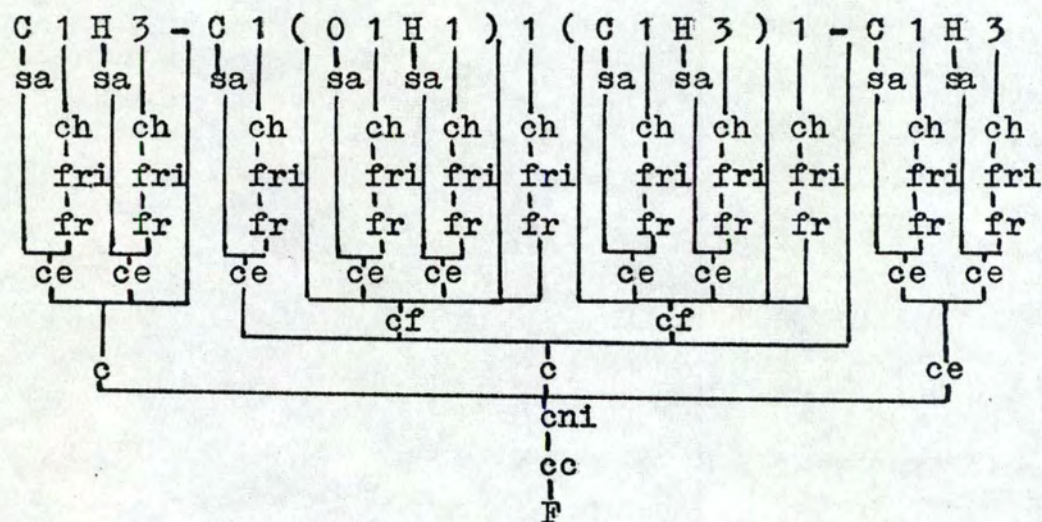 C 1 H 3 - C 1 ( O 1 H 1 ) 1 ( C 1 H 3 ) 1 - C 1 H 3
sa sa sa sa sa sa sa sa sa
ch ch ch ch ch ch ch ch ch ch ch
fri fri fri fri fri fri fri fri fri fri fri
fr fr fr fr fr fr fr fr fr fr fr
ce ce ce ce ce ce ce ce ce
cf cf
c c ce
cni
cc
F